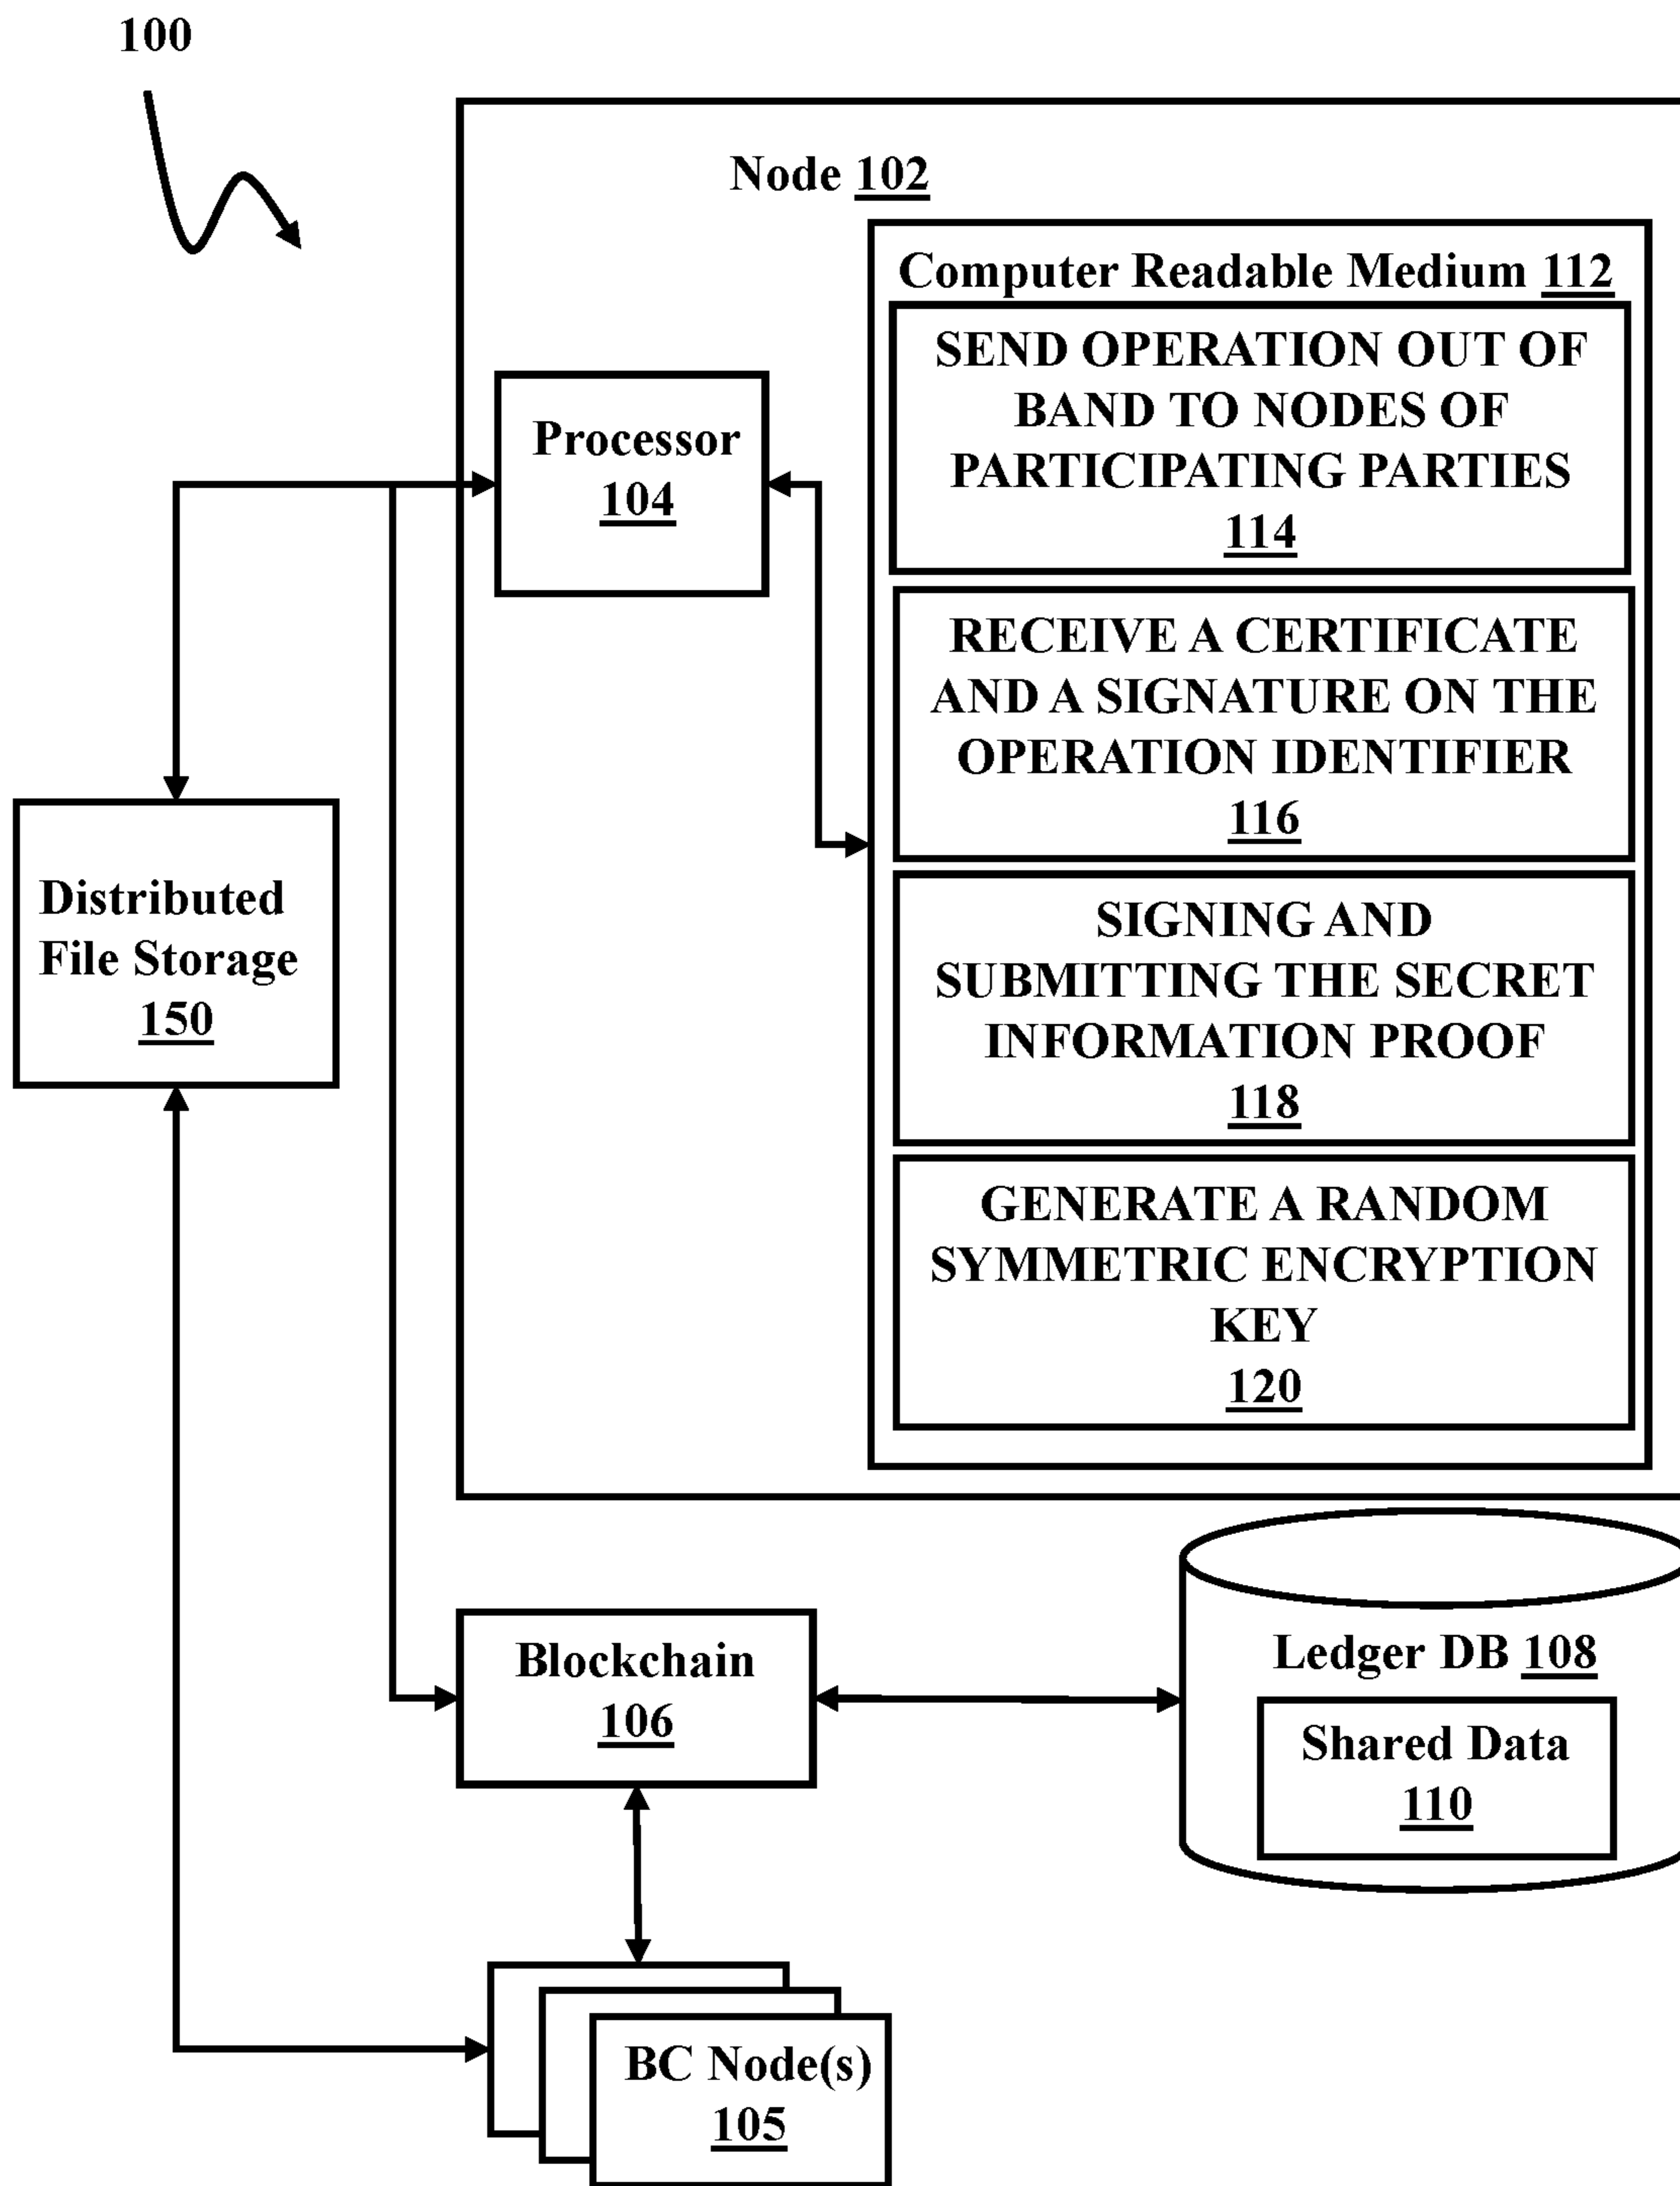 100
Node 102
Computer Readable Medium 112
SEND OPERATION OUT OF
BAND TO NODES OF
PARTICIPATING PARTIES
114
Processor
104
RECEIVE A CERTIFICATE
AND A SIGNATURE ON THE
OPERATION IDENTIFIER
116
Distributed
File Storage
150
SIGNING AND
SUBMITTING THE SECRET
INFORMATION PROOF
118
GENERATE A RANDOM
SYMMETRIC ENCRYPTION
KEY
120
Blockchain
106
Ledger DB 108
Shared Data
110
BC Node(s)
105